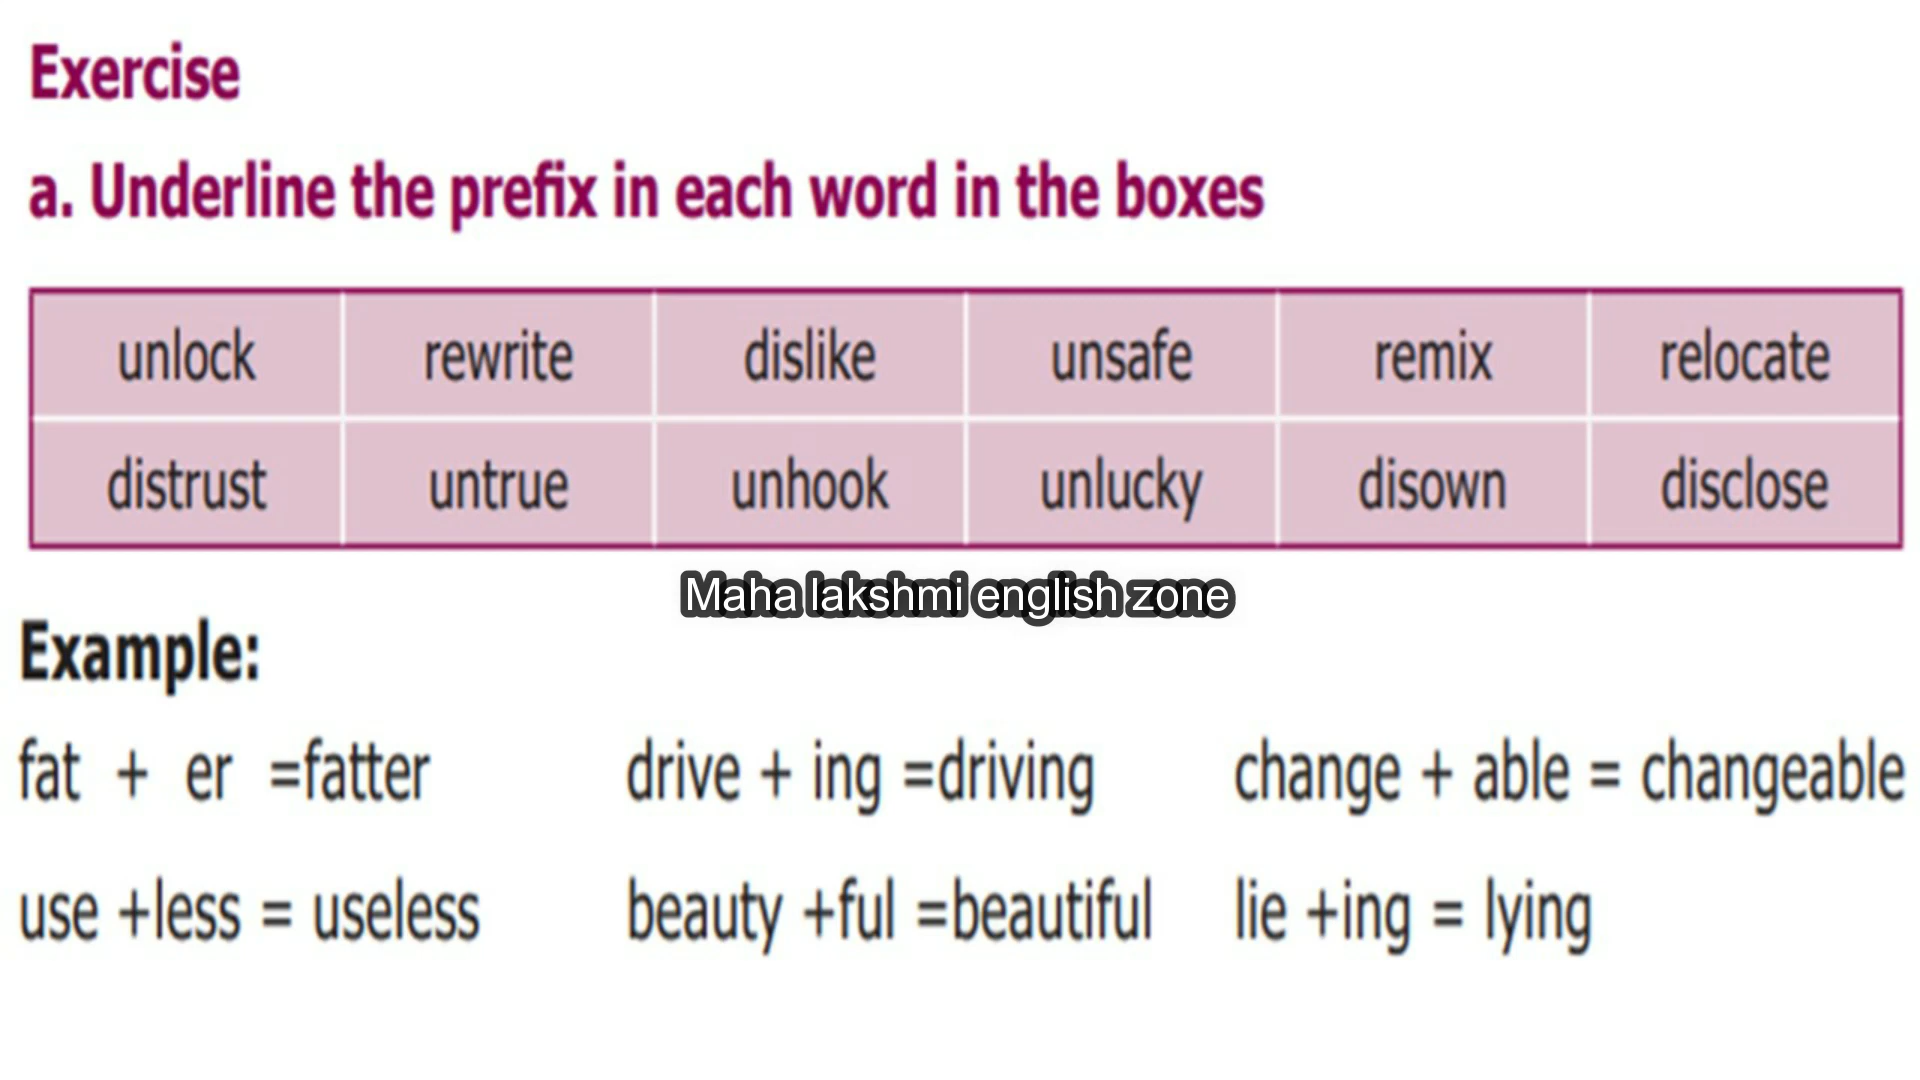 Exercise
a. Underline the prefix in each word in the boxes
unlock rewrite dislike unsafe remix relocate
distrust untrue unhook unlucky disown disclose
Maha lakshmi english zone
Example:
fat + er =fatter drive + ing =driving change + able = changeable
use +less = useless beauty +ful =beautiful lie +ing = lying